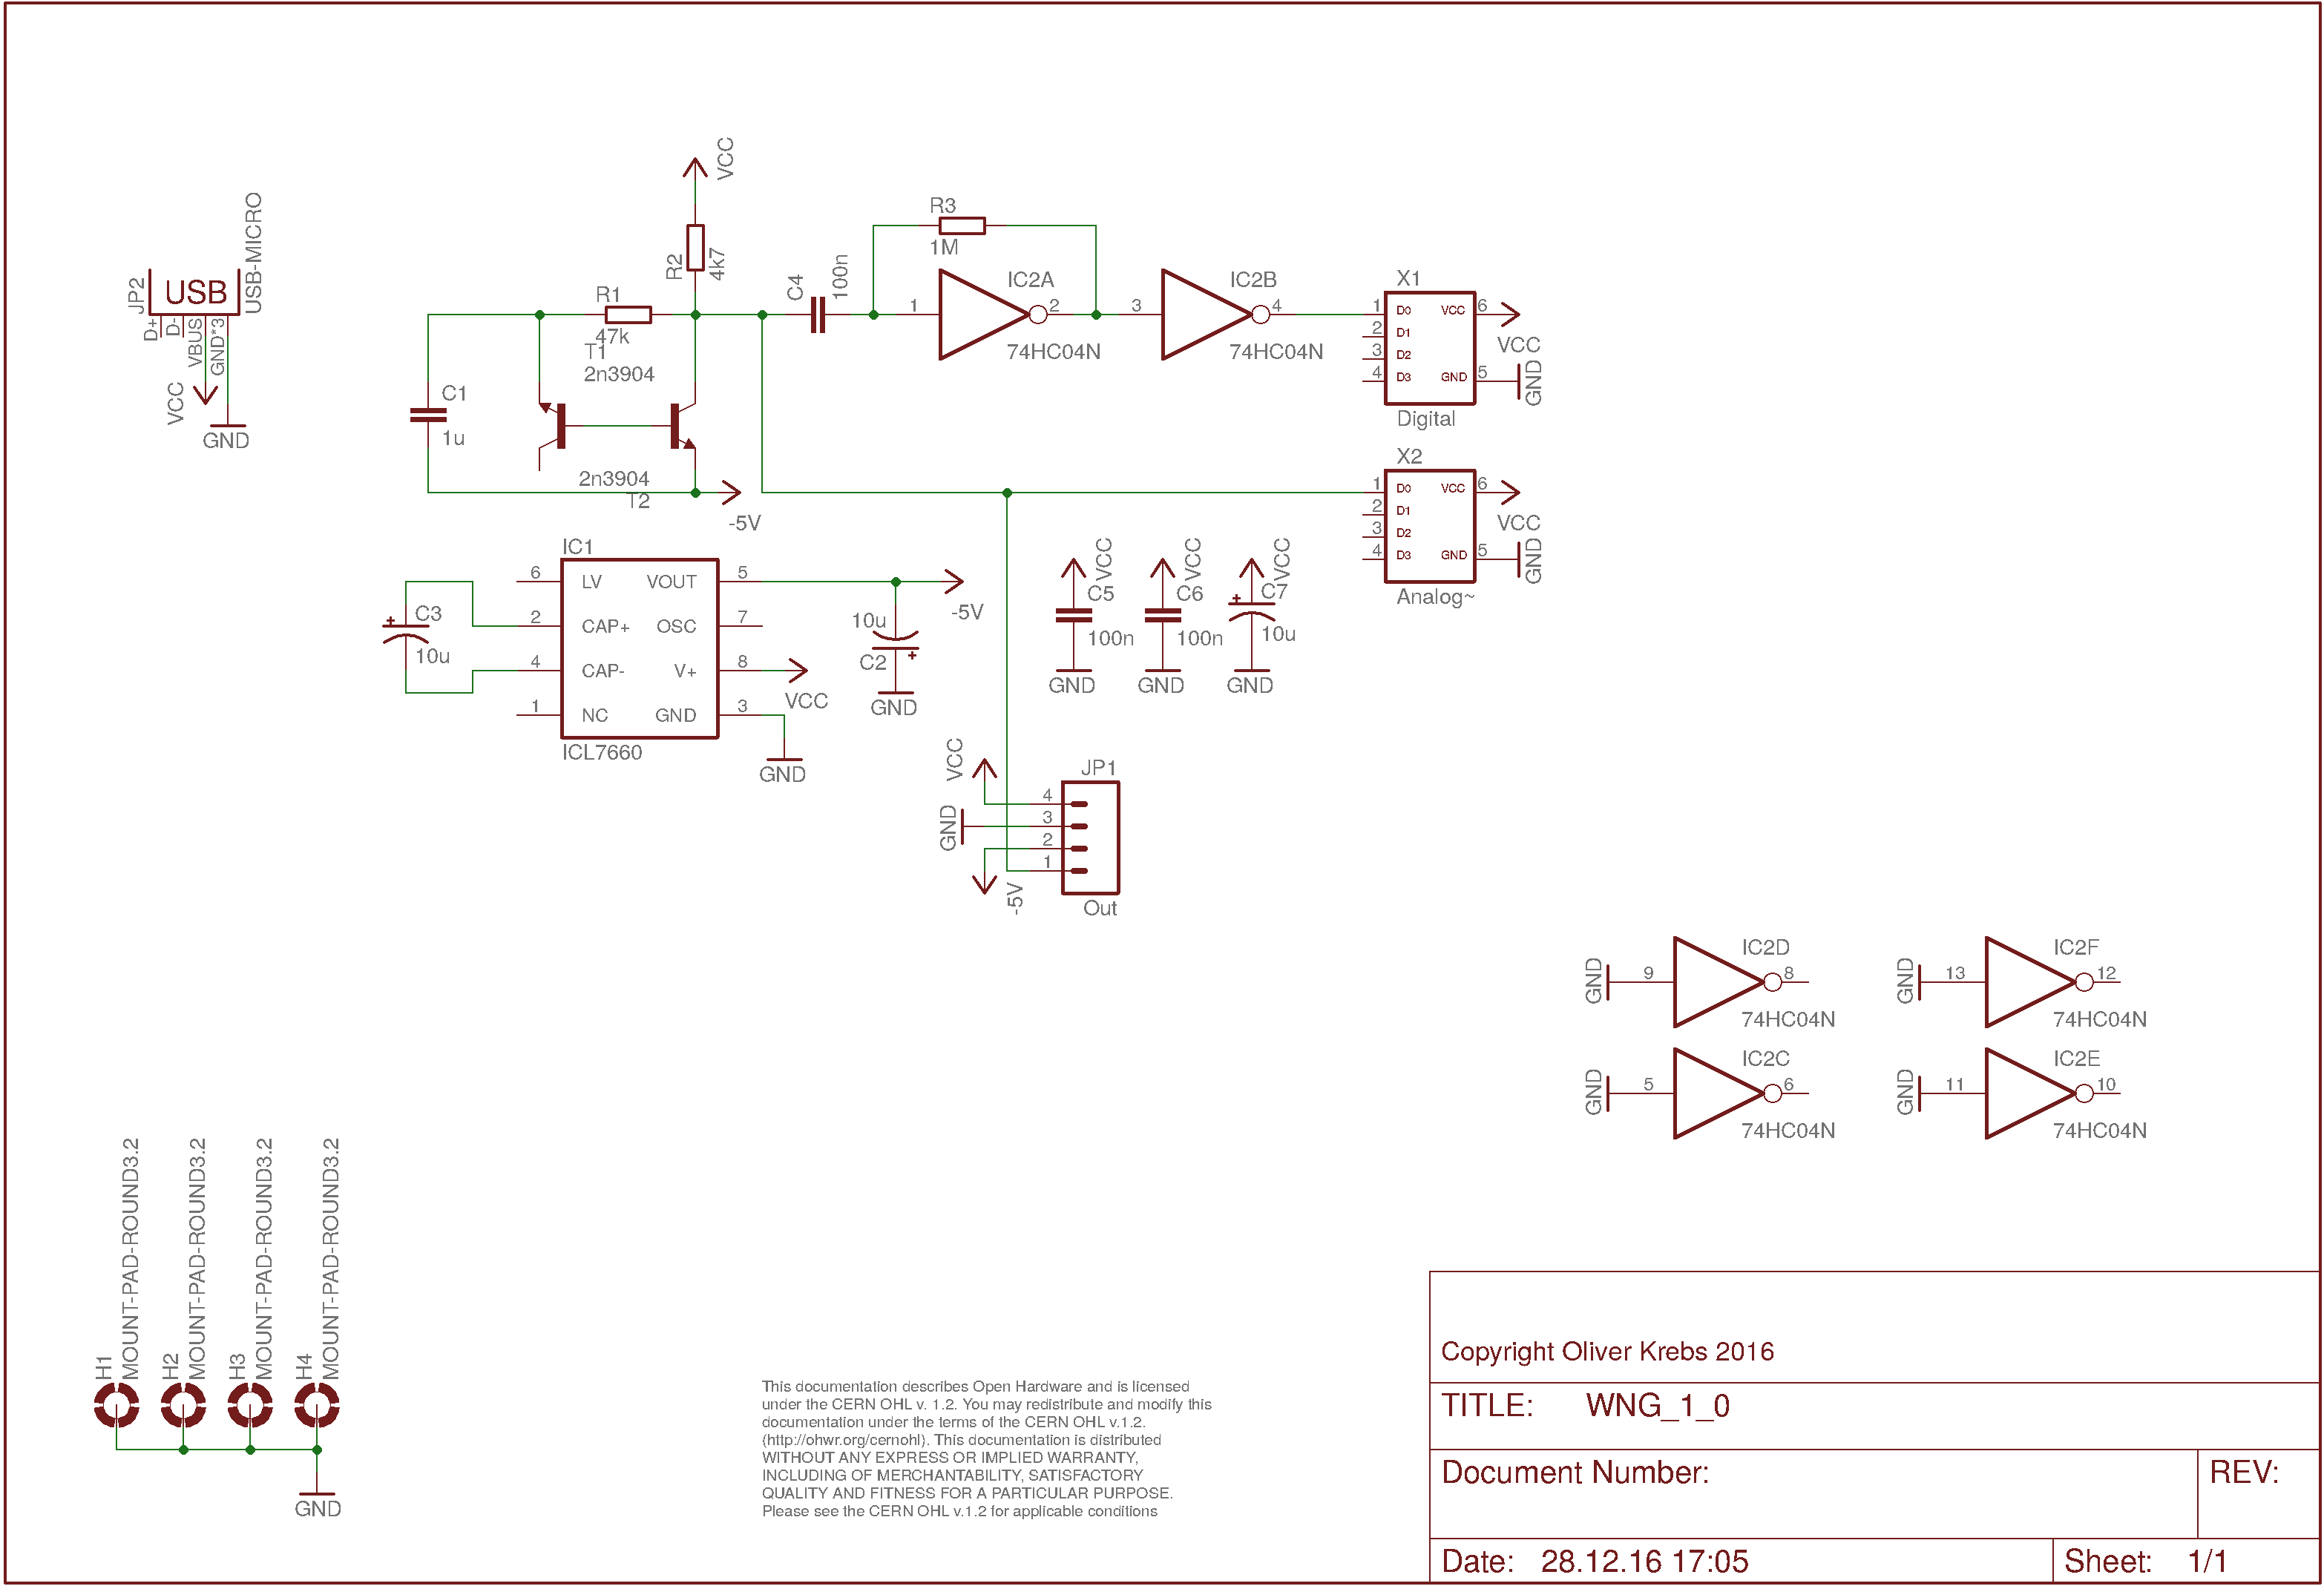 JP2
USB
USB-MICRO
D+
D-
VBUS
GND*3
VCC
GND
VCC
R2
4k7
R1
47k
T1
2n3904
C1
1u
2n3904
T2
-5V
C4
100n
R3
1M
1
IC2A
2
74HC04N
3
IC2B
4
74HC04N
X1
1 D0 VCC 6
2 D1
3 D2
4 D3 GND 5
VCC
GND
Digital
X2
1 D0 VCC 6
2 D1
3 D2
4 D3 GND 5
VCC
GND
Analog~
IC1
6 LV VOUT 5
2 CAP+ OSC 7
4 CAP- V+ 8
1 NC GND 3
ICL7660
C3
10u
VCC
GND
-5V
10u
C2
GND
VCC
C5
100n
GND
VCC
C6
100n
GND
VCC
C7
10u
GND
VCC
GND
-5V
JP1
4
3
2
1
Out
GND
9
IC2D
8
74HC04N
GND
13
IC2F
12
74HC04N
GND
5
IC2C
6
74HC04N
GND
11
IC2E
10
74HC04N
H1
MOUNT-PAD-ROUND3.2
H2
MOUNT-PAD-ROUND3.2
H3
MOUNT-PAD-ROUND3.2
H4
MOUNT-PAD-ROUND3.2
GND
This documentation describes Open Hardware and is licensed
under the CERN OHL v. 1.2. You may redistribute and modify this
documentation under the terms of the CERN OHL v.1.2.
(http://ohwr.org/cernohl). This documentation is distributed
WITHOUT ANY EXPRESS OR IMPLIED WARRANTY,
INCLUDING OF MERCHANTABILITY, SATISFACTORY
QUALITY AND FITNESS FOR A PARTICULAR PURPOSE.
Please see the CERN OHL v.1.2 for applicable conditions
Copyright Oliver Krebs 2016
TITLE: WNG_1_0
Document Number:
REV:
Date: 28.12.16 17:05
Sheet: 1/1